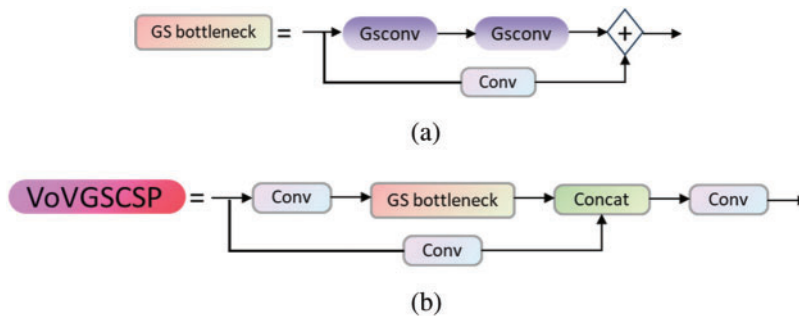 GS bottleneck = Gsconv Gsconv +
Conv
(a)
VoVGSCSP = Conv GS bottleneck Concat Conv
Conv
(b)